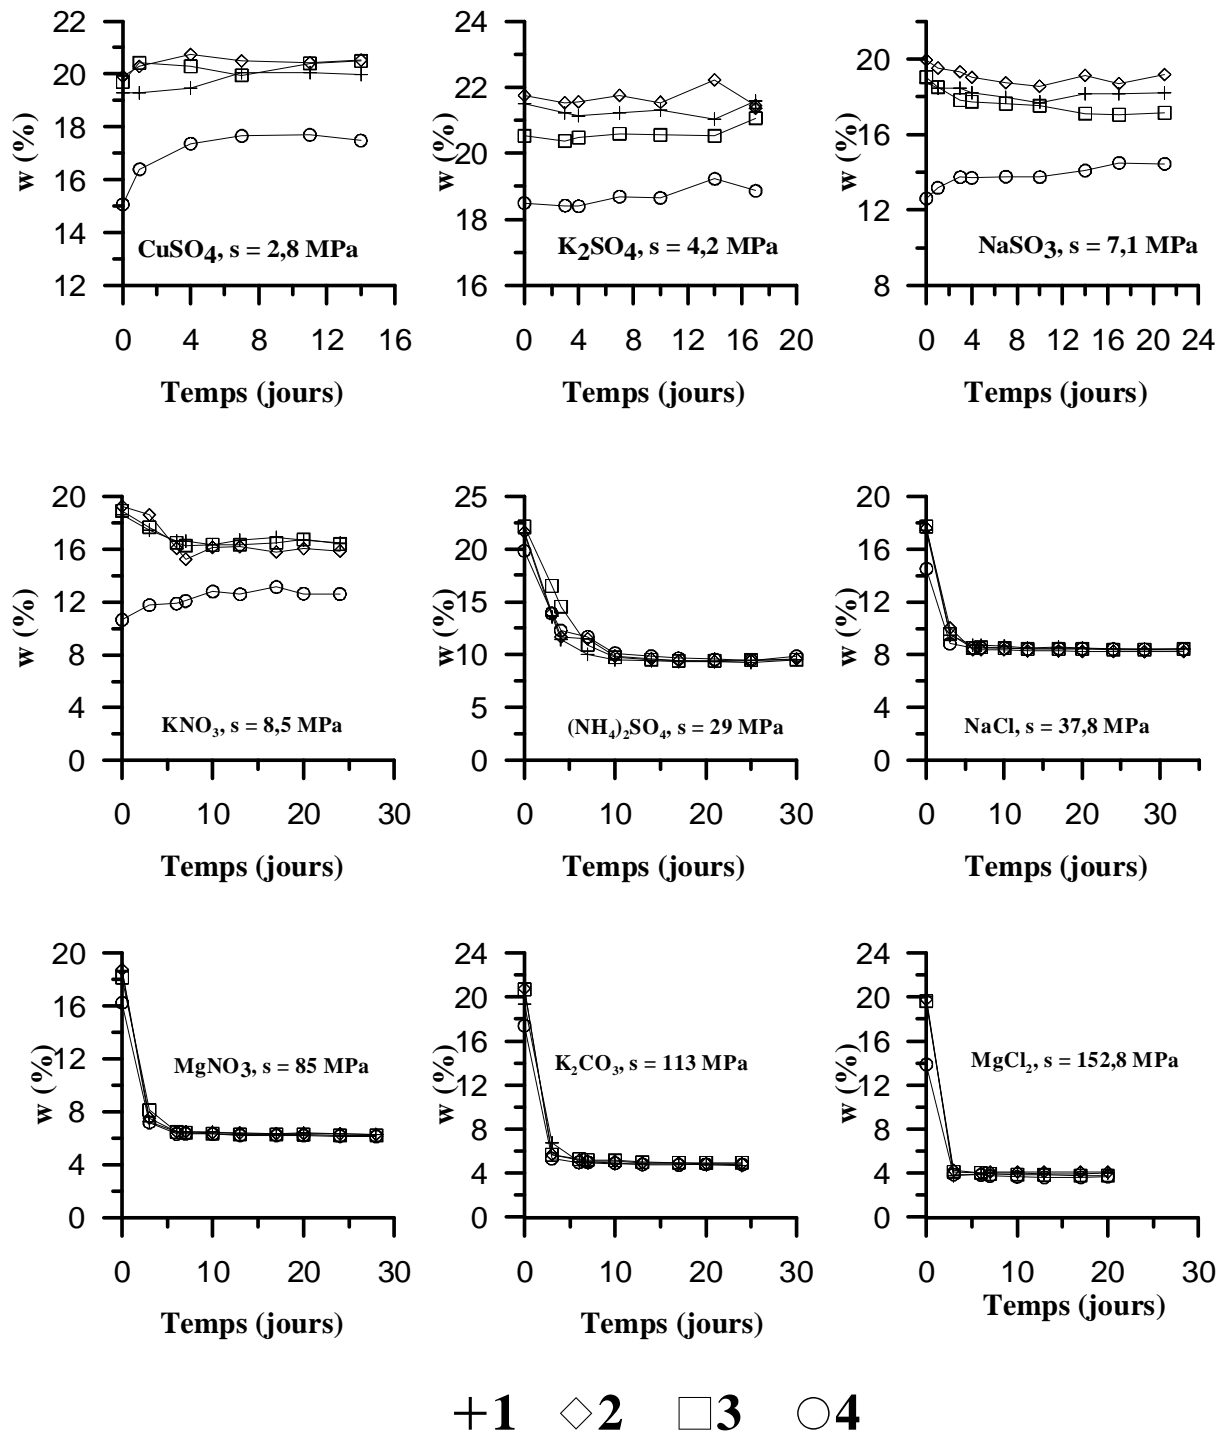 22
20
18
16
14
12
w (%)
CuSO4, s = 2,8 MPa
0 4 8 12 16
Temps (jours)
24
22
20
18
16
w (%)
K2SO4, s = 4,2 MPa
0 4 8 12 16 20
Temps (jours)
20
16
12
8
w (%)
NaSO3, s = 7,1 MPa
0 4 8 12 16 20 24
Temps (jours)
20
16
12
8
4
0
w (%)
KNO3, s = 8,5 MPa
0 10 20 30
Temps (jours)
25
20
15
10
5
0
w (%)
(NH4)2SO4, s = 29 MPa
0 10 20 30
Temps (jours)
20
16
12
8
4
0
w (%)
NaCl, s = 37,8 MPa
0 10 20 30
Temps (jours)
20
16
12
8
4
0
w (%)
MgNO3, s = 85 MPa
0 10 20 30
Temps (jours)
24
20
16
12
8
4
0
w (%)
K2CO3, s = 113 MPa
0 10 20 30
Temps (jours)
24
20
16
12
8
4
0
w (%)
MgCl2, s = 152,8 MPa
0 10 20 30
Temps (jours)
1 2 3 4